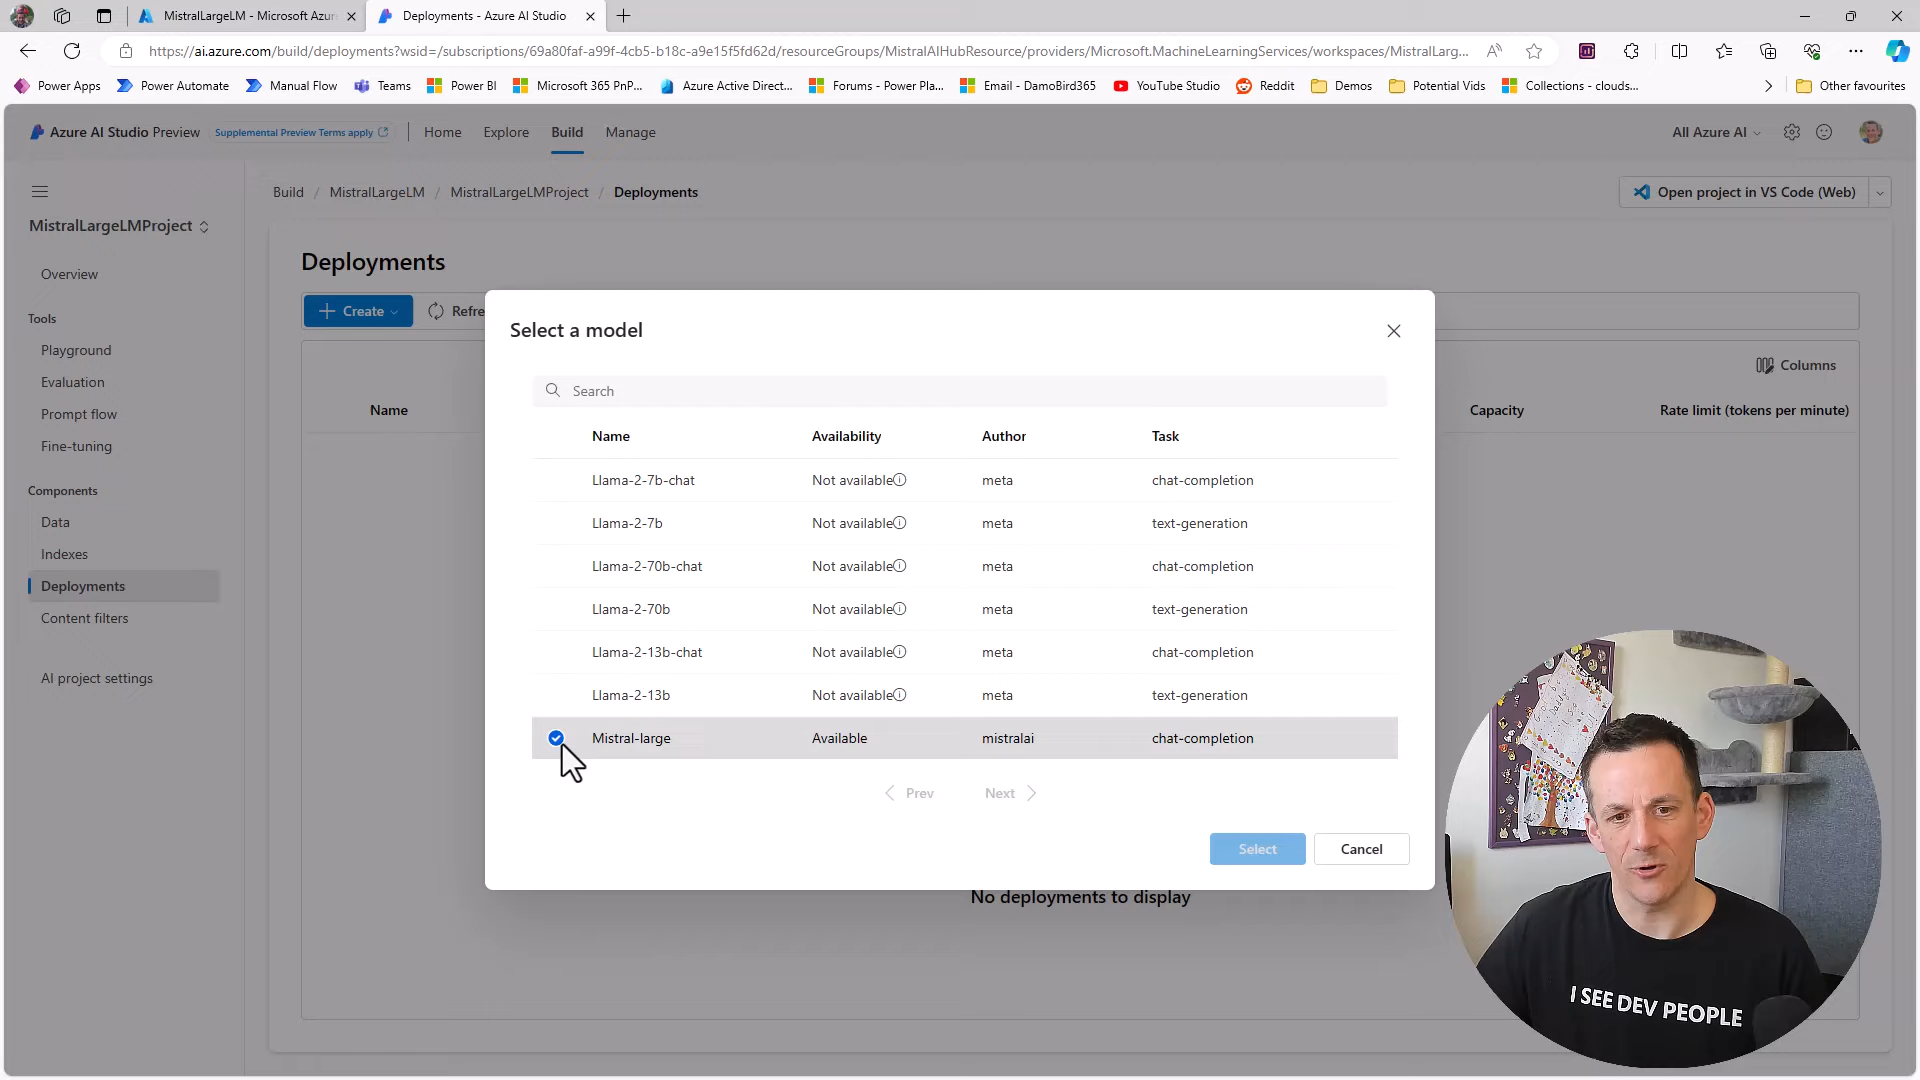 MistralLargeLM - Microsoft Azur
Deployments - Azure AI Studio
https://ai.azure.com/build/deployments?wsid=/subscriptions/69a80faf-a99f-4cb5-b18c-a9e15f5fd62d/resourceGroups/MistralAIHubResource/providers/Microsoft.MachineLearningServices/workspaces/MistralLarg...
Power Apps
Power Automate
Manual Flow
Teams
Power BI
Microsoft 365 PnP...
Azure Active Direct...
Forums - Power Pla...
Email - DamoBird365
YouTube Studio
Reddit
Demos
Potential Vids
Collections - clouds...
Other favourites
Azure AI Studio Preview
Supplemental Preview Terms apply
Home
Explore
Build
Manage
All Azure AI
Build / MistralLargeLM / MistralLargeLMProject / Deployments
Open project in VS Code (Web)
MistralLargeLMProject
Overview
Tools
Playground
Evaluation
Prompt flow
Fine-tuning
Components
Data
Indexes
Deployments
Content filters
AI project settings
Deployments
Create
Refre
Columns
Name
Capacity
Rate limit (tokens per minute)
Select a model
Search
Name Availability Author Task
Llama-2-7b-chat Not available meta chat-completion
Llama-2-7b Not available meta text-generation
Llama-2-70b-chat Not available meta chat-completion
Llama-2-70b Not available meta text-generation
Llama-2-13b-chat Not available meta chat-completion
Llama-2-13b Not available meta text-generation
Mistral-large Available mistralai chat-completion
Prev Next
Select Cancel
No deployments to display
I SEE DEV PEOPLE